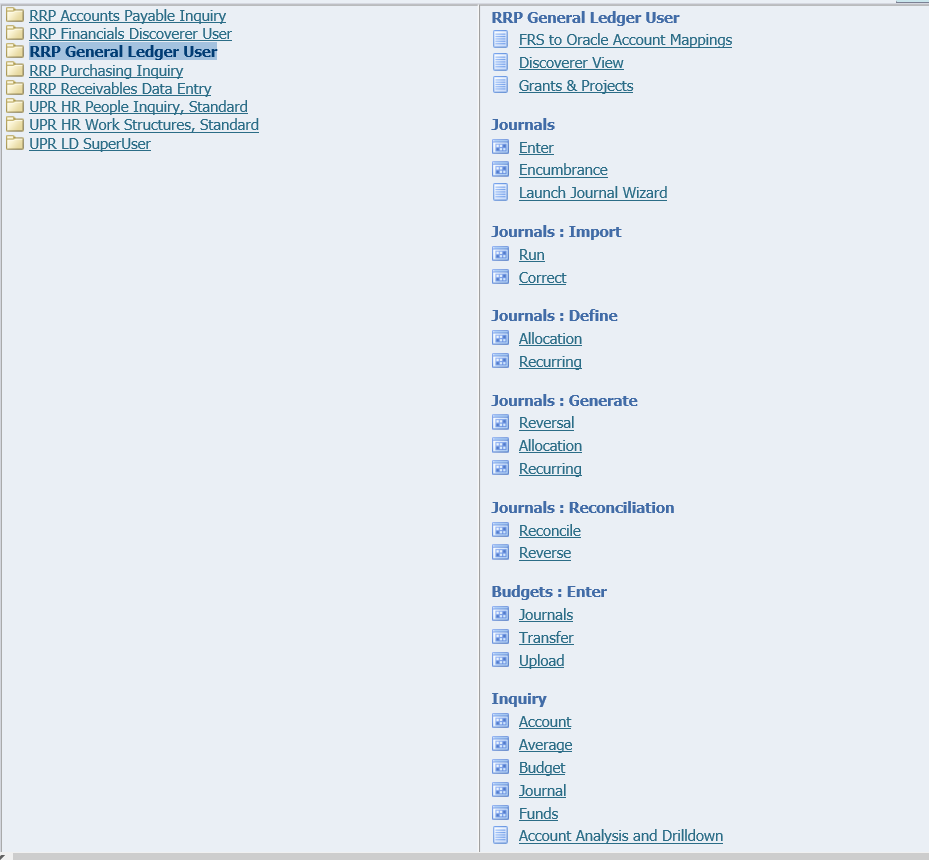 RRP Accounts Payable Inquiry
RRP Financials Discoverer User
RRP General Ledger User
RRP Purchasing Inquiry
RRP Receivables Data Entry
UPR HR People Inquiry, Standard
UPR HR Work Structures, Standard
UPR LD SuperUser
RRP General Ledger User
FRS to Oracle Account Mappings
Discoverer View
Grants & Projects
Journals
Enter
Encumbrance
Launch Journal Wizard
Journals : Import
Run
Correct
Journals : Define
Allocation
Recurring
Journals : Generate
Reversal
Allocation
Recurring
Journals : Reconciliation
Reconcile
Reverse
Budgets : Enter
Journals
Transfer
Upload
Inquiry
Account
Average
Budget
Journal
Funds
Account Analysis and Drilldown